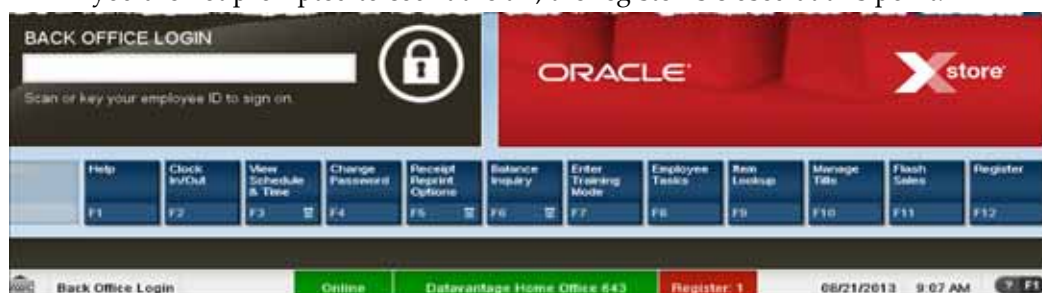 BACK OFFICE LOGIN
Scan or key your employee ID to sign on.
ORACLE
Xstore
Help
F1
Clock
In/Out
F2
View
Schedule
& Time
F3
Change
Password
F4
Receipt
Reprint
Options
F5
Balance
Inquiry
F6
Enter
Training
Mode
F7
Employee
Tasks
F8
Item
Lookup
F9
Manage
Tills
F10
Flash
Sales
F11
Register
F12
Back Office Login
Online
Datavantage Home Office 643
Register: 1
08/21/2013
9:07 AM
? F1